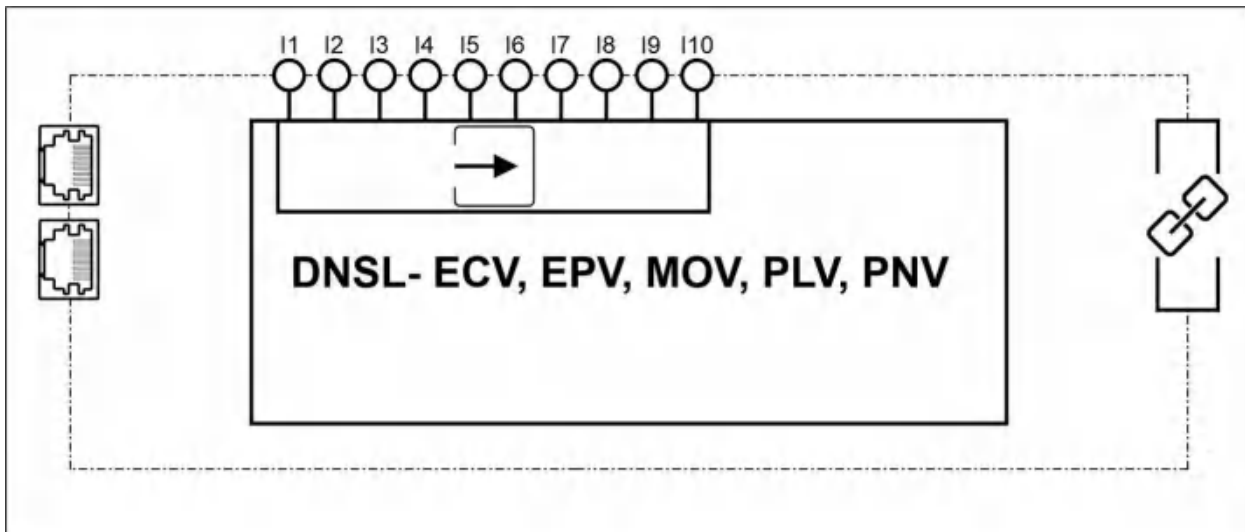 I1 I2 I3 I4 I5 I6 I7 I8 I9 I10
DNSL- ECV, EPV, MOV, PLV, PNV